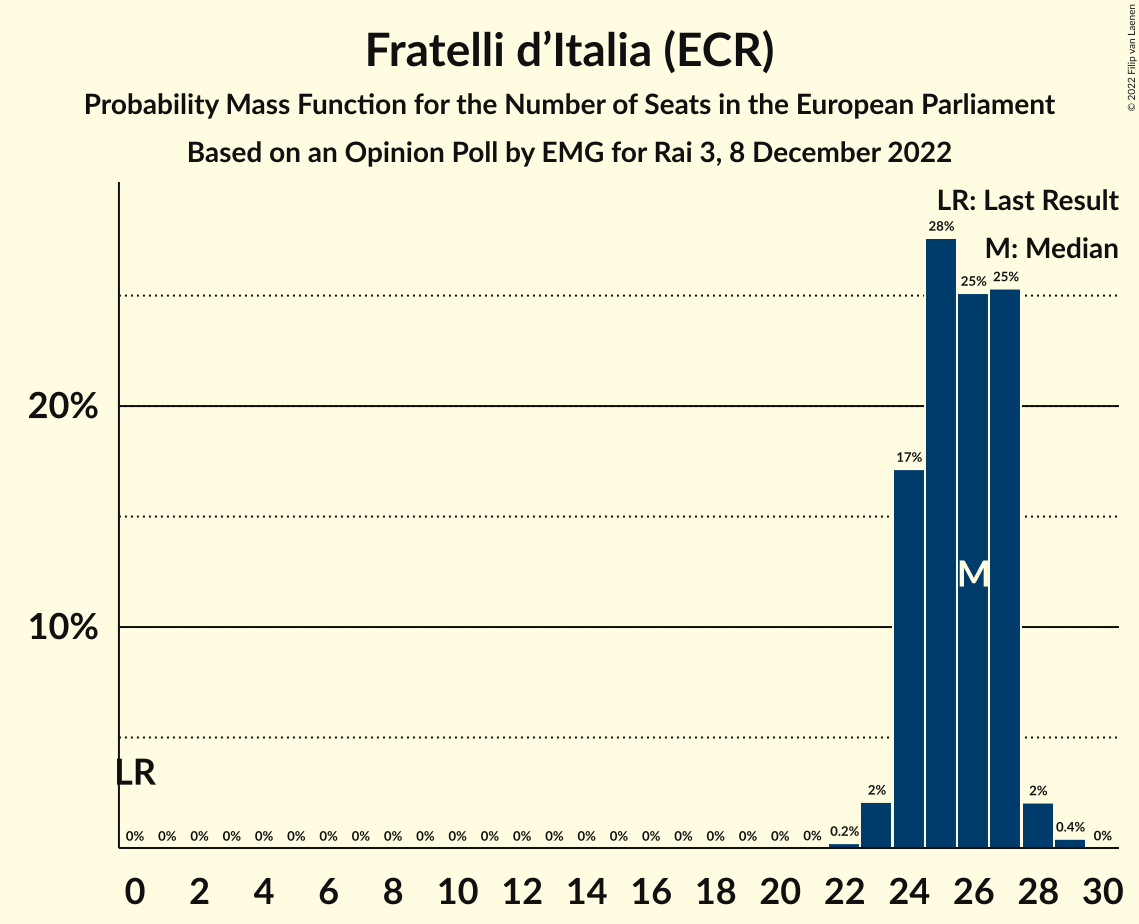 Fratelli d’Italia (ECR)
Probability Mass Function for the Number of Seats in the European Parliament
Based on an Opinion Poll by EMG for Rai 3, 8 December 2022
© 2022 Filip van Laenen
LR: Last Result
M: Median
28%
25% 25%
20%
17%
M
10%
LR
0% 0% 0% 0% 0% 0% 0% 0% 0% 0% 0% 0% 0% 0% 0% 0% 0% 0% 0% 0% 0% 0% 0.2% 2% 2% 0.4% 0%
0 2 4 6 8 10 12 14 16 18 20 22 24 26 28 30